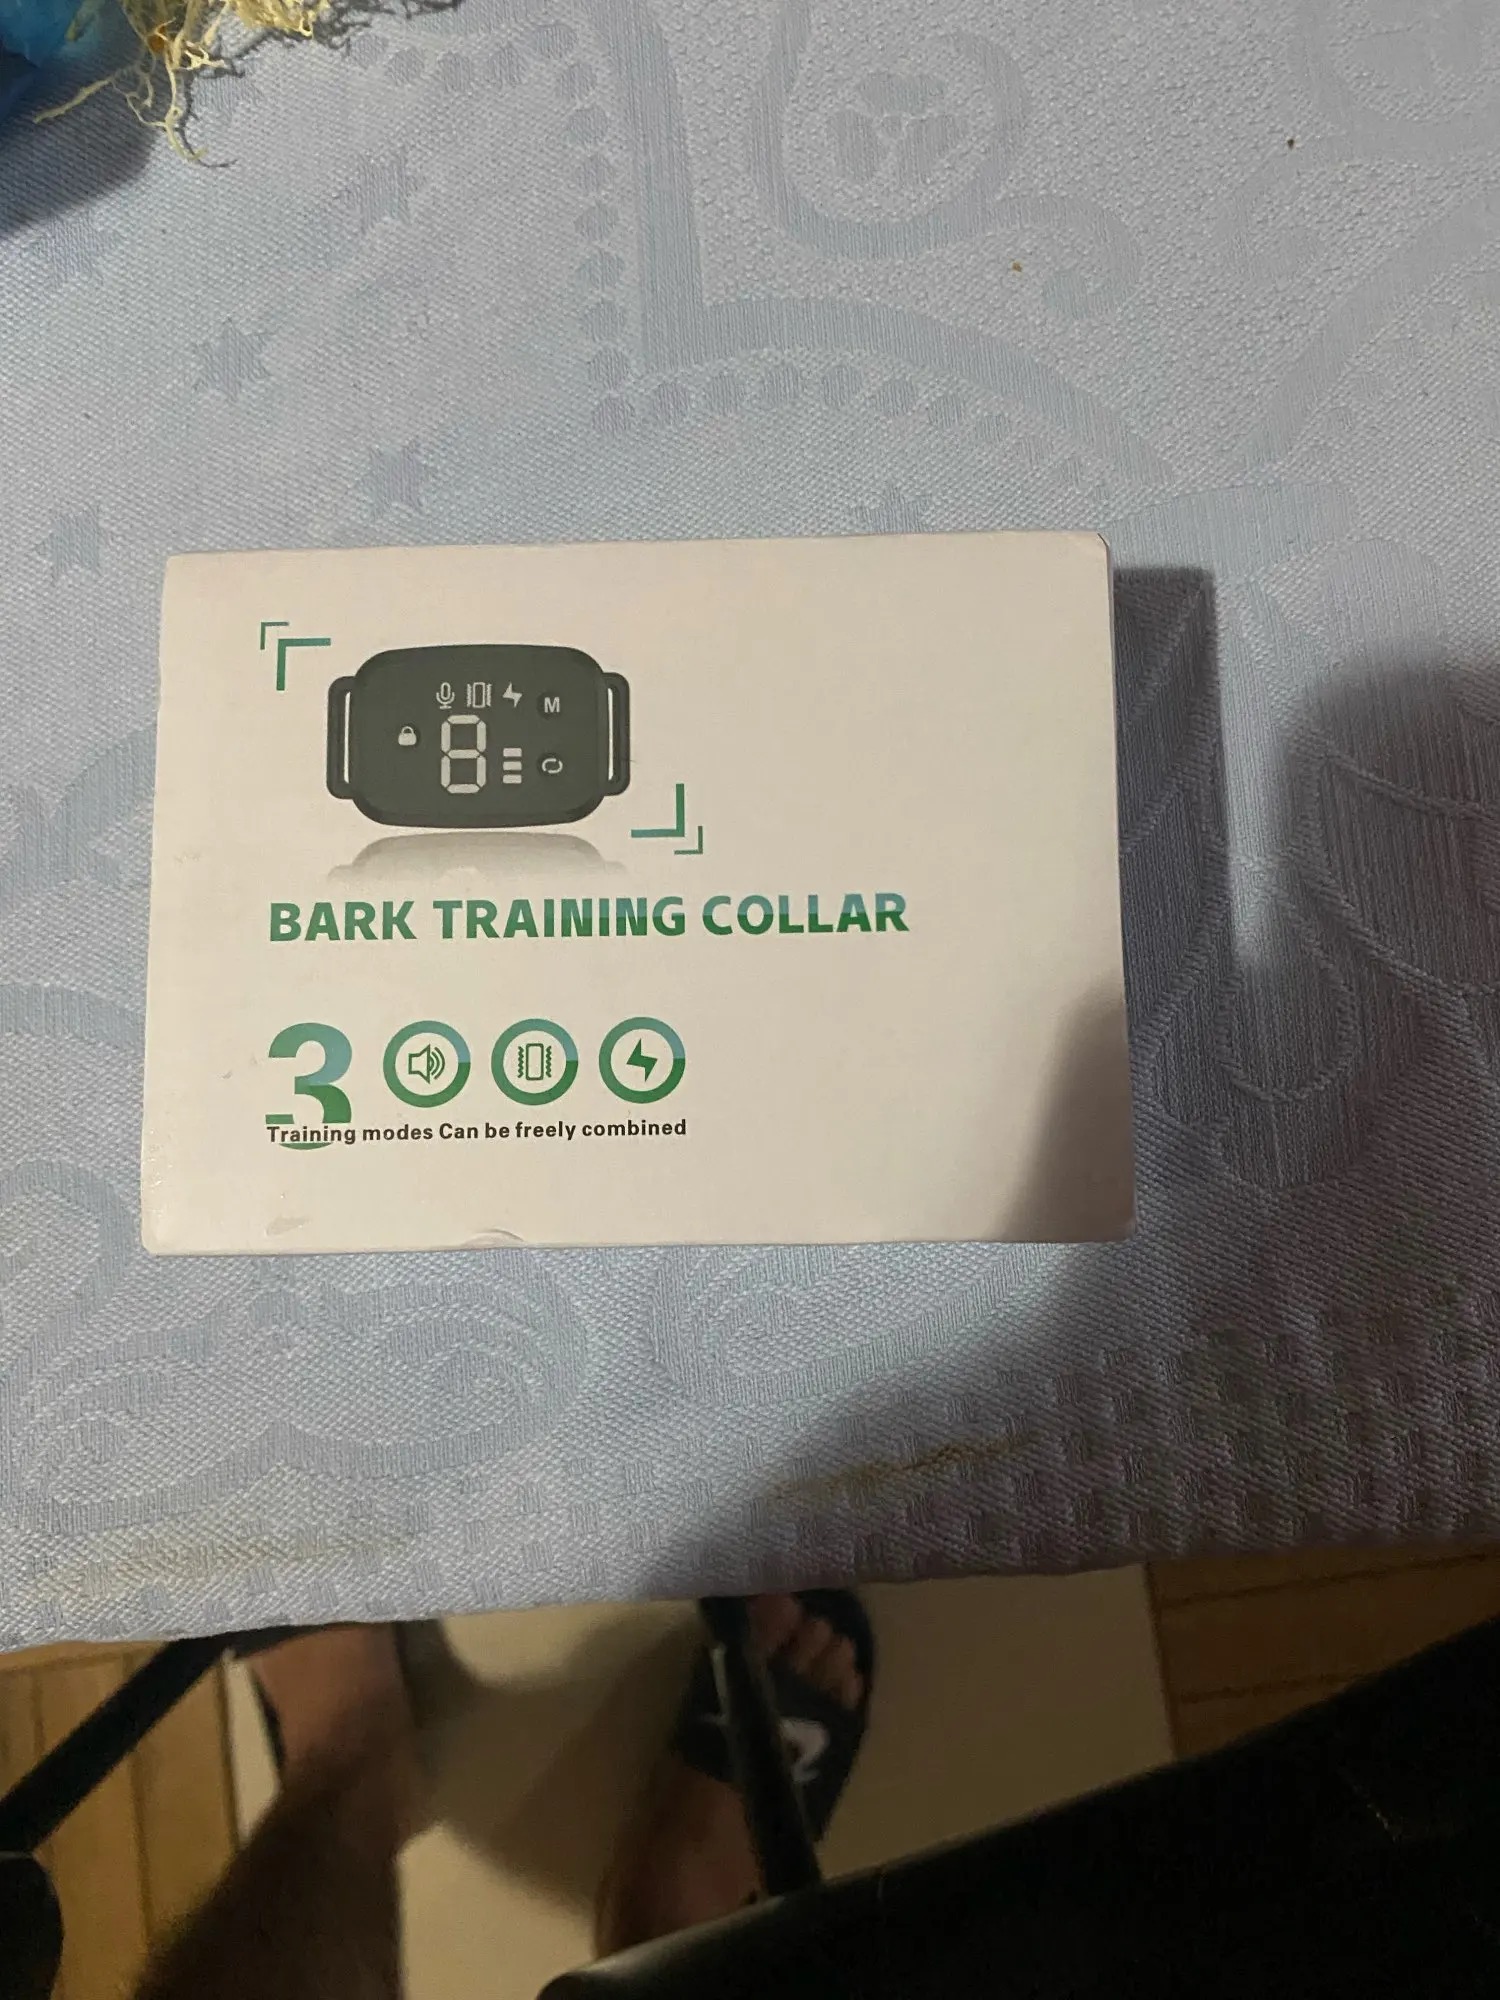 M
8
BARK TRAINING COLLAR
3
Training modes Can be freely combined